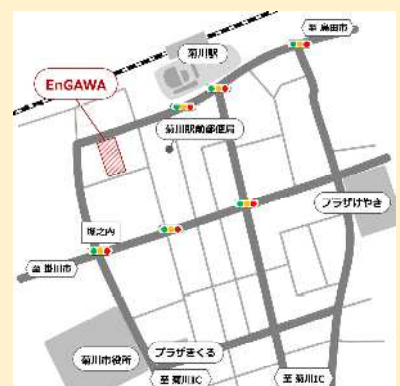 至 島田市
菊川駅
EnGAWA
菊川駅前郵便局
プラザけやき
堀之内
至 掛川市
プラザきくる
菊川市役所
至 菊川IC
至 菊川IC